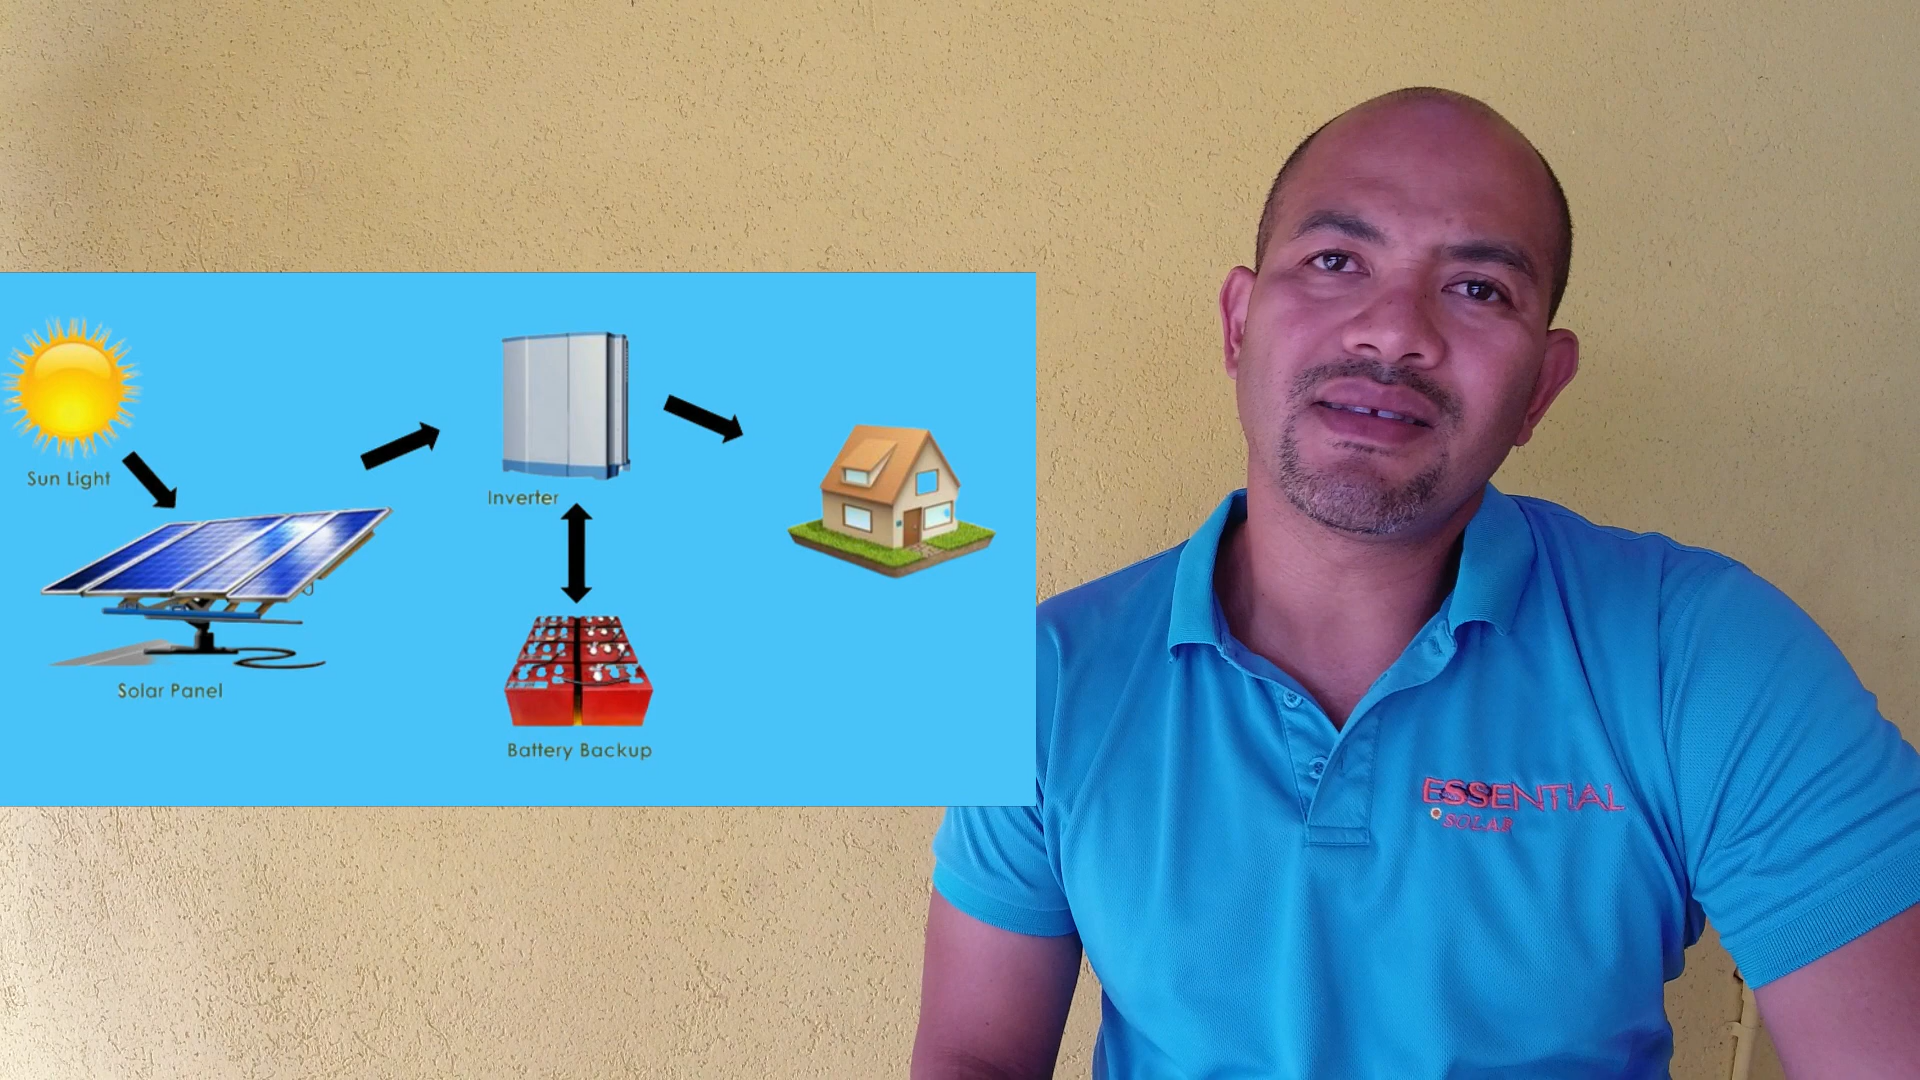 Sun Light
Solar Panel
Inverter
Battery Backup
ESSENTIAL
SOLAR